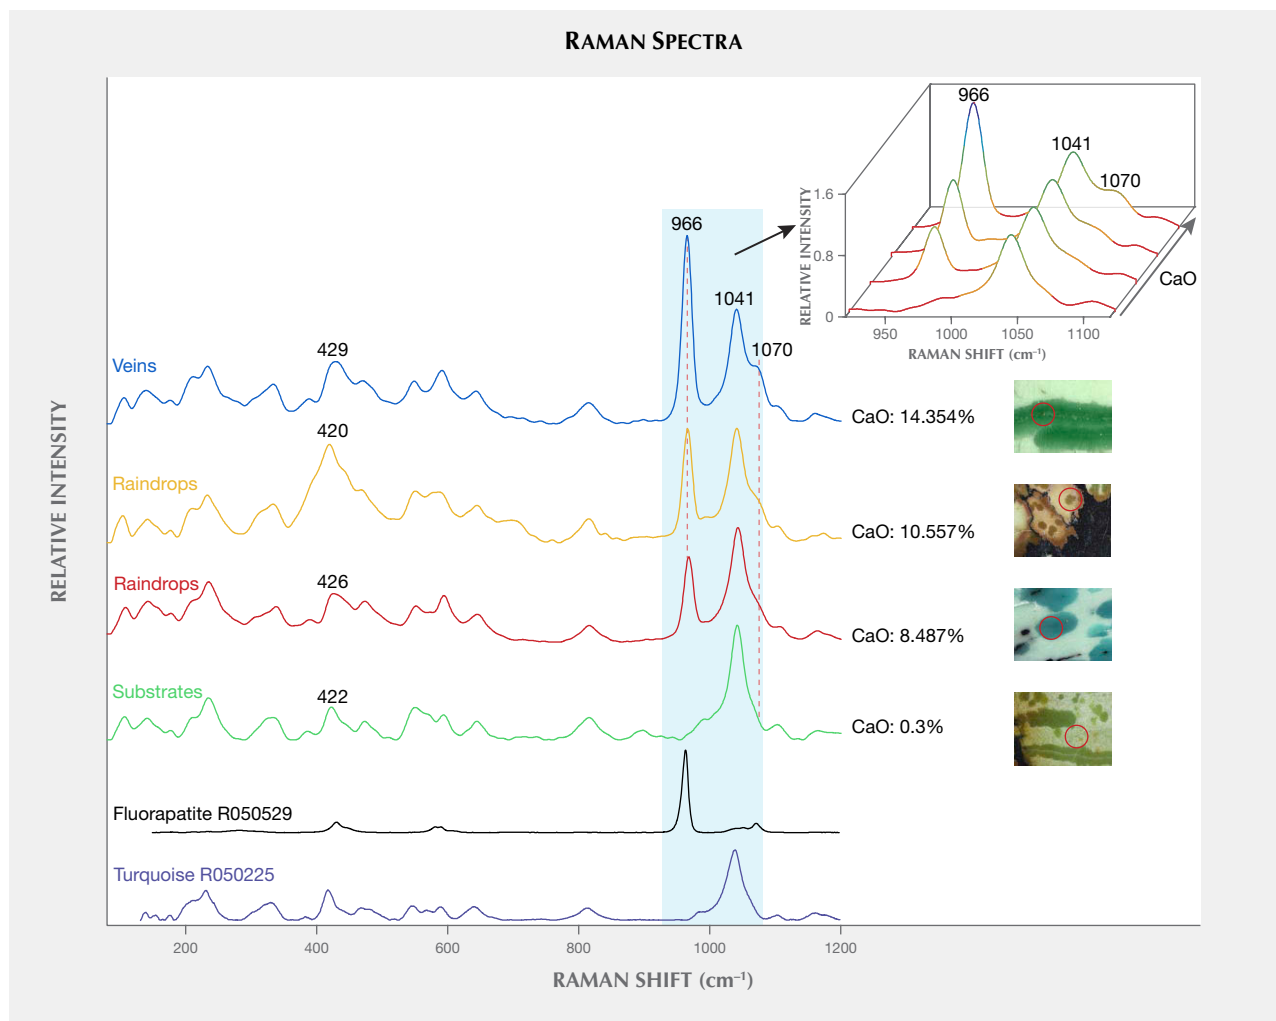 RAMAN SPECTRA
966
1041
1070
1.6
0.8
0
RELATIVE INTENSITY
950
1000
1050
1100
RAMAN SHIFT (cm⁻¹)
CaO
966
1041
1070
Veins
429
CaO: 14.354%
Raindrops
420
CaO: 10.557%
Raindrops
426
CaO: 8.487%
Substrates
422
CaO: 0.3%
Fluorapatite R050529
Turquoise R050225
RELATIVE INTENSITY
200
400
600
800
1000
1200
RAMAN SHIFT (cm⁻¹)